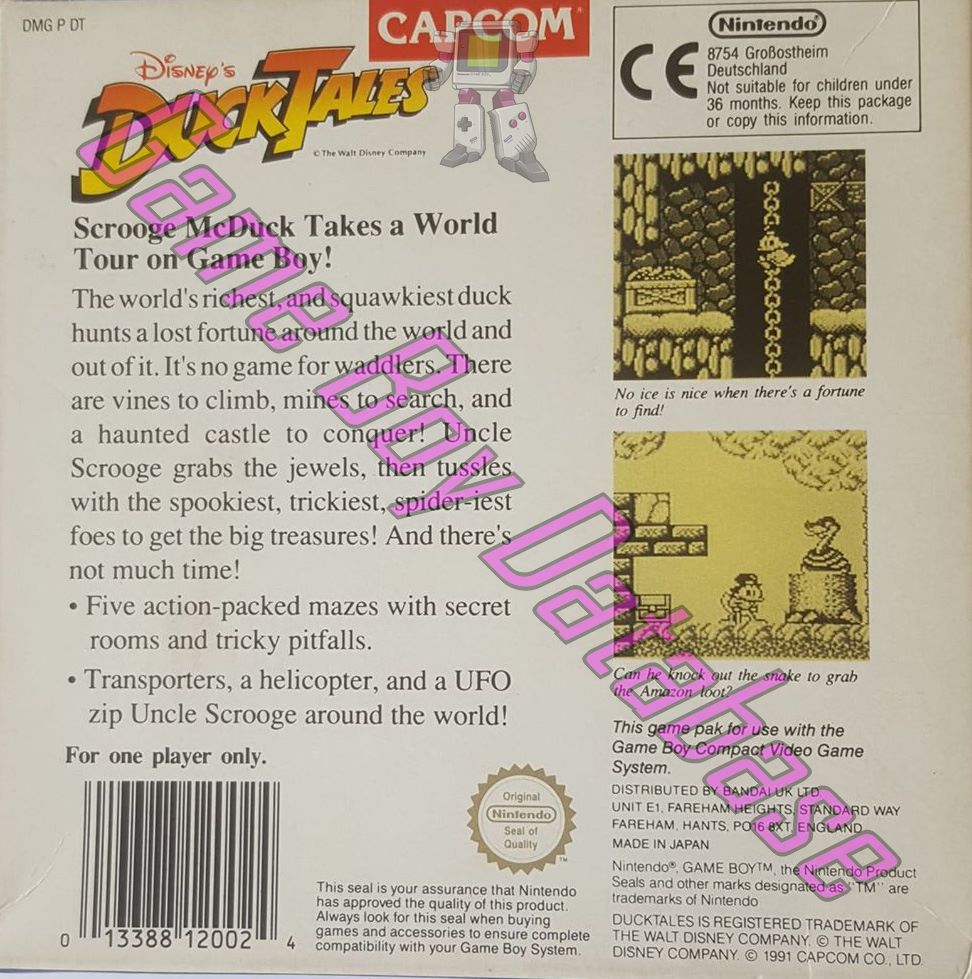 DMG P DT
CAPCOM®
DISNEY'S
DUCKTALES
© The Walt Disney Company
Nintendo®
CE
8754 Großostheim
Deutschland
Not suitable for children under
36 months. Keep this package
or copy this information.
Scrooge McDuck Takes a World
Tour on Game Boy!
The world's richest, and squawkiest duck
hunts a lost fortune around the world and
out of it. It's no game for waddlers. There
are vines to climb, mines to search, and
a haunted castle to conquer! Uncle
Scrooge grabs the jewels, then tussles
with the spookiest, trickiest, spider-iest
foes to get the big treasures! And there's
not much time!
• Five action-packed mazes with secret
rooms and tricky pitfalls.
• Transporters, a helicopter, and a UFO
zip Uncle Scrooge around the world!
For one player only.
No ice is nice when there's a fortune
to find!
Can he knock out the snake to grab
the Amazon loot?
This game pak for use with the
Game Boy Compact Video Game
System.
DISTRIBUTED BY BANDAI UK LTD.
UNIT E1, FAREHAM HEIGHTS, STANDARD WAY
FAREHAM, HANTS, PO16 8XT, ENGLAND
MADE IN JAPAN
Nintendo®, GAME BOY™, the Nintendo Product
Seals and other marks designated as "TM" are
trademarks of Nintendo
DUCKTALES IS REGISTERED TRADEMARK OF
THE WALT DISNEY COMPANY. © THE WALT
DISNEY COMPANY. © 1991 CAPCOM CO., LTD.
Original
Nintendo®
Seal of
Quality
TM
This seal is your assurance that Nintendo
has approved the quality of this product.
Always look for this seal when buying
games and accessories to ensure complete
compatibility with your Game Boy System.
0 13388 12002 4
Game Boy Database